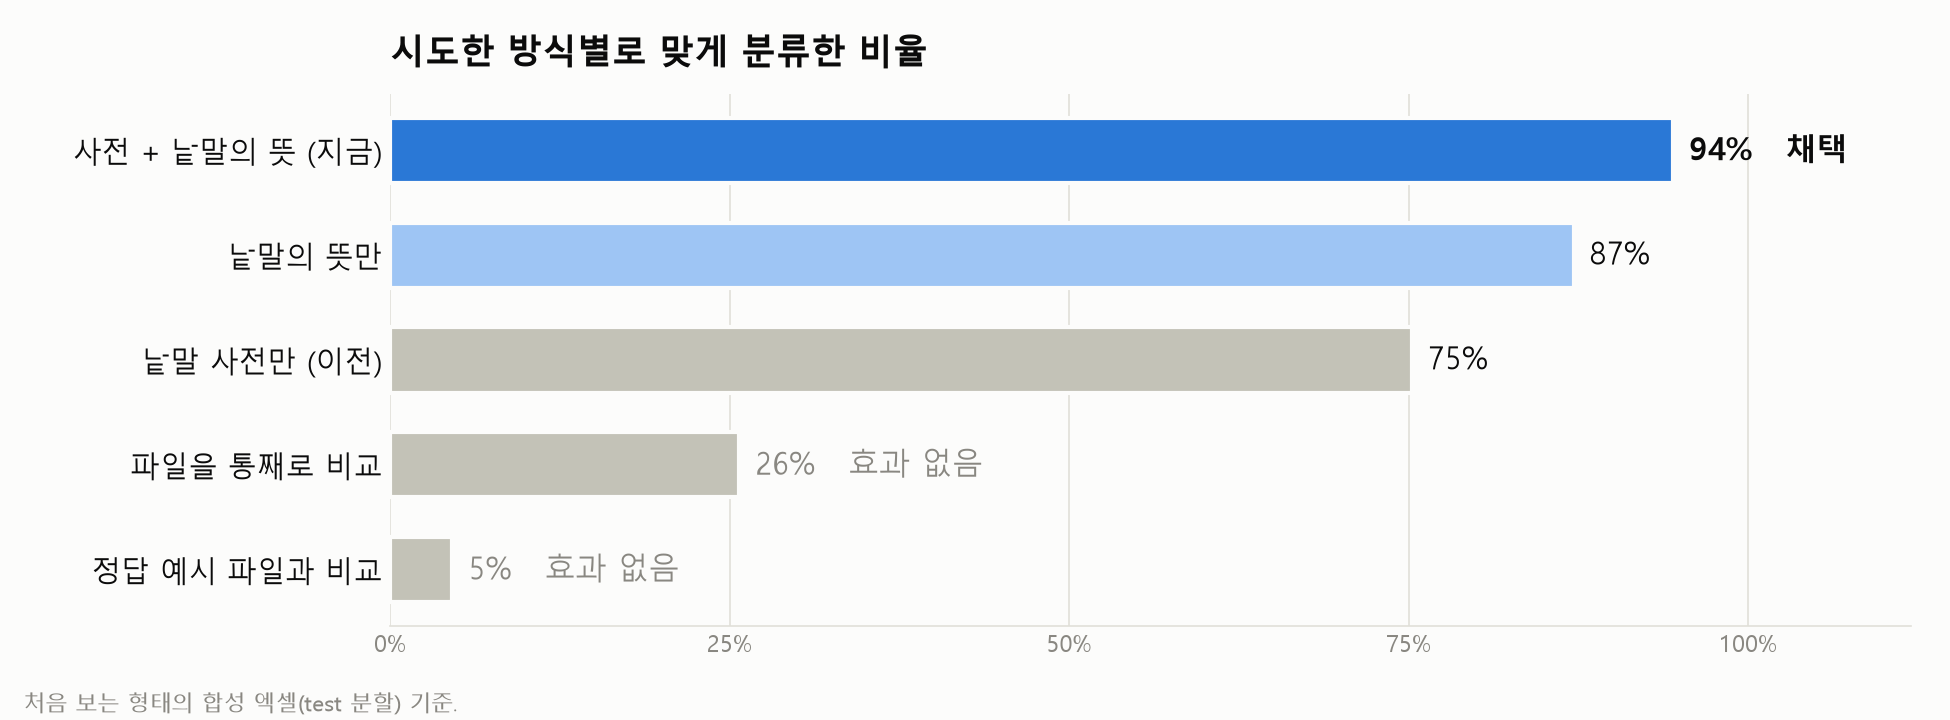 시도한 방식별로 맞게 분류한 비율
사전 + 낱말의 뜻 (지금) 94% 채택
낱말의 뜻만 87%
낱말 사전만 (이전) 75%
파일을 통째로 비교 26% 효과 없음
정답 예시 파일과 비교 5% 효과 없음
0% 25% 50% 75% 100%
처음 보는 형태의 합성 엑셀(test 분할) 기준.